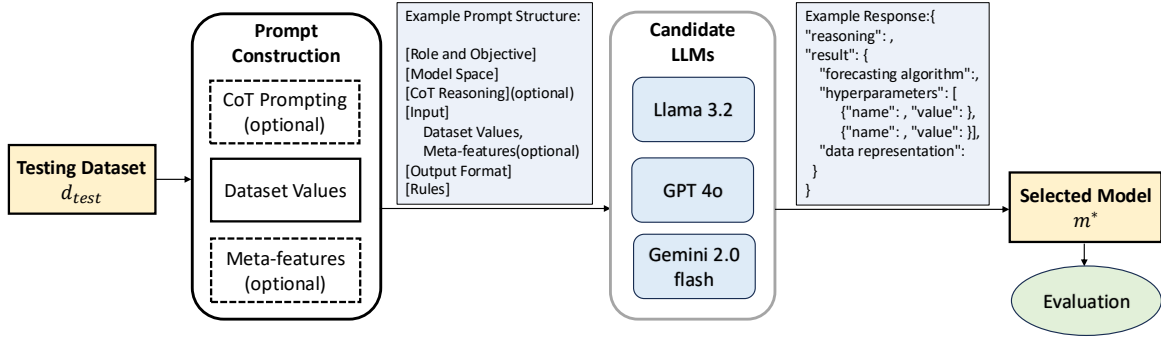 Testing Dataset
d_test
Prompt
Construction
CoT Prompting
(optional)
Dataset Values
Meta-features
(optional)
Example Prompt Structure:
[Role and Objective]
[Model Space]
[CoT Reasoning](optional)
[Input]
Dataset Values,
Meta-features(optional)
[Output Format]
[Rules]
Candidate
LLMs
Llama 3.2
GPT 4o
Gemini 2.0
flash
Example Response:{
"reasoning": ,
"result": {
"forecasting algorithm":,
"hyperparameters": [
{"name": , "value": },
{"name": , "value": }],
"data representation":
}
}
Selected Model
m*
Evaluation